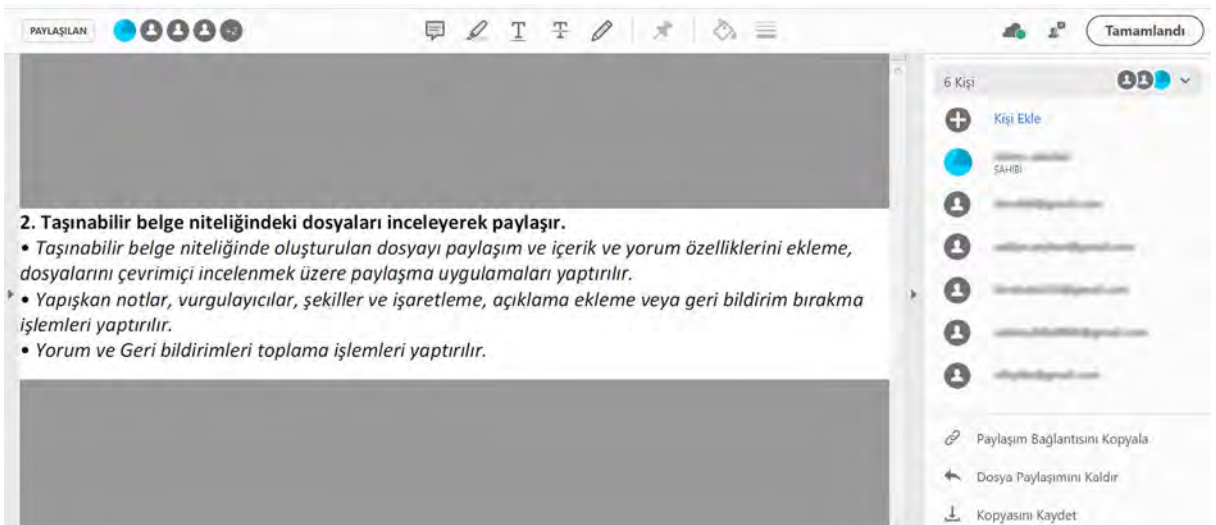 PAYLAŞILAN
+2
Tamamlandı
6 Kişi
Kişi Ekle
SAHİBİ
2. Taşınabilir belge niteliğindeki dosyaları inceleyerek paylaşır.
• Taşınabilir belge niteliğinde oluşturulan dosyayı paylaşım ve içerik ve yorum özelliklerini ekleme,
dosyalarını çevrimiçi incelenmek üzere paylaşma uygulamaları yaptırılır.
• Yapışkan notlar, vurgulayıcılar, şekiller ve işaretleme, açıklama ekleme veya geri bildirim bırakma
işlemleri yaptırılır.
• Yorum ve Geri bildirimleri toplama işlemleri yaptırılır.
Paylaşım Bağlantısını Kopyala
Dosya Paylaşımını Kaldır
Kopyasını Kaydet